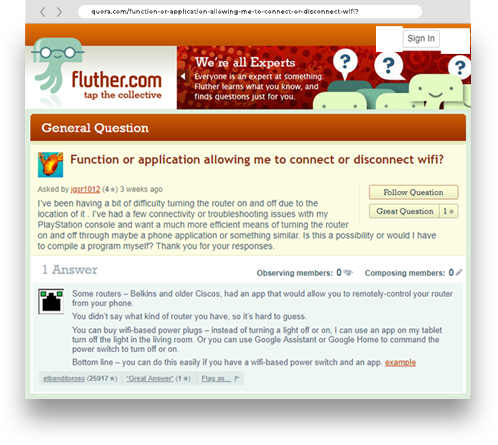 quora.com/function-or-application-allowing-me-to-connect-or-disconnect-wifi?
Sign In
fluther.com
tap the collective
We're all Experts
Everyone is an expert at something.
Fluther learns what you know, and
finds questions just for you.
? ? ?
General Question
Function or application allowing me to connect or disconnect wifi?
Asked by jgsr1012 (4★) 3 weeks ago
I've been having a bit of difficulty turning the router on and off due to the
location of it . I've had a few connectivity or troubleshooting issues with my
PlayStation console and want a much more efficient means of turning the router
on and off through maybe a phone application or something similar. Is this a possibility or would I have
to compile a program myself? Thank you for your responses.
Follow Question
Great Question 1★
1 Answer
Observing members: 0 Composing members: 0
Some routers – Belkins and older Ciscos, had an app that would allow you to remotely-control your router
from your phone.
You didn't say what kind of router you have, so it's hard to guess.
You can buy wifi-based power plugs – instead of turning a light off or on, I can use an app on my tablet
turn off the light in the living room. Or you can use Google Assistant or Google Home to command the
power switch to turn off or on.
Bottom line – you can do this easily if you have a wifi-based power switch and an app. example
elbanditoroso (25917★) "Great Answer" (1★) Flag as...